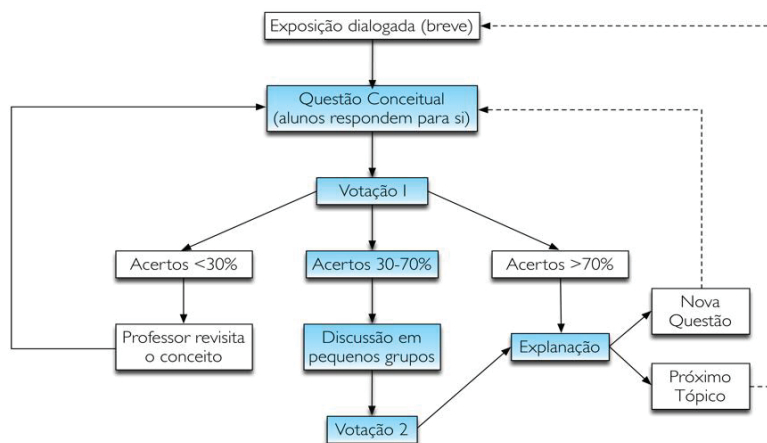 Exposição dialogada (breve)
Questão Conceitual
(alunos respondem para si)
Votação I
Acertos <30%
Acertos 30-70%
Acertos >70%
Professor revisita
o conceito
Discussão em
pequenos grupos
Explanação
Nova
Questão
Próximo
Tópico
Votação 2